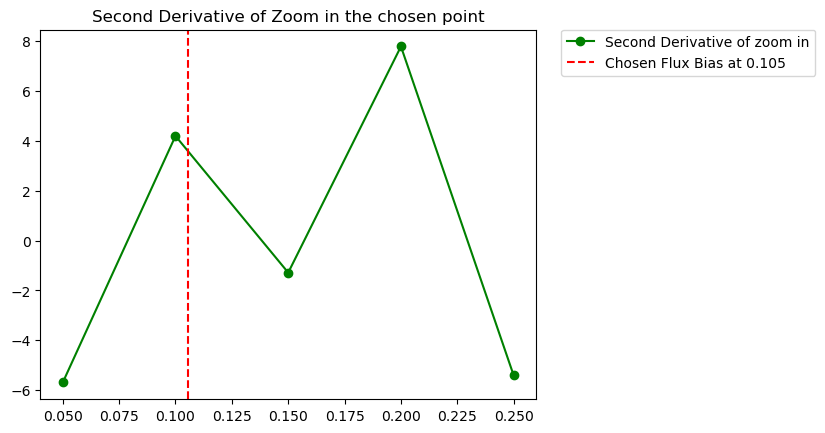 Second Derivative of Zoom in the chosen point
Second Derivative of zoom in
Chosen Flux Bias at 0.105
8
6
4
2
0
−2
−4
−6
0.050 0.075 0.100 0.125 0.150 0.175 0.200 0.225 0.250